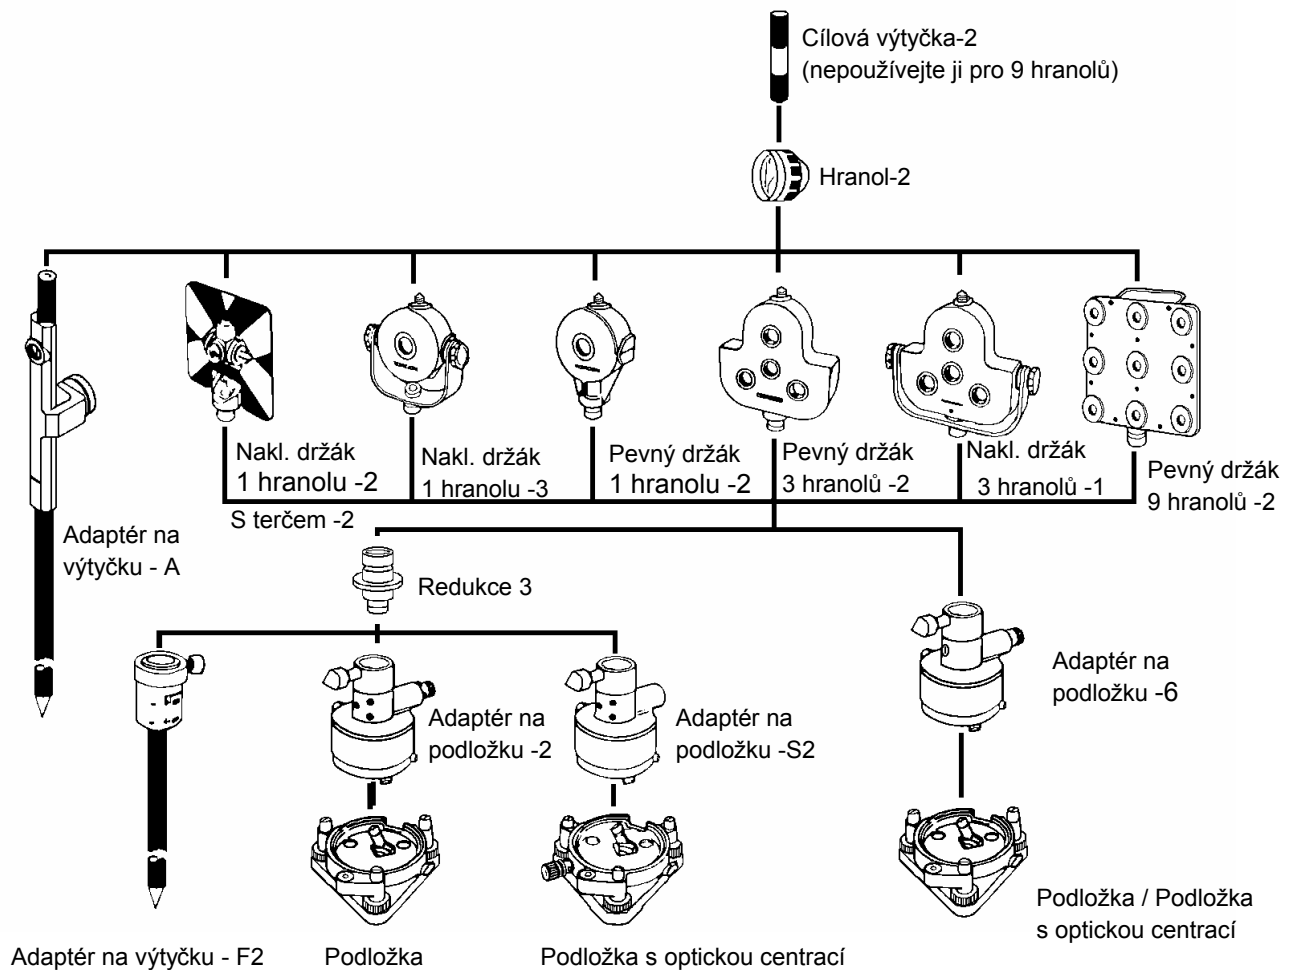 Cílová výtyčka-2
(nepoužívejte ji pro 9 hranolů)
Hranol-2
Nakl. držák
1 hranolu -2
S terčem -2
Nakl. držák
1 hranolu -3
Pevný držák
1 hranolu -2
Pevný držák
3 hranolů -2
Nakl. držák
3 hranolů -1
Pevný držák
9 hranolů -2
Adaptér na
výtyčku - A
Redukce 3
Adaptér na
podložku -2
Adaptér na
podložku -S2
Adaptér na
podložku -6
Podložka / Podložka
s optickou centrací
Adaptér na výtyčku - F2
Podložka
Podložka s optickou centrací